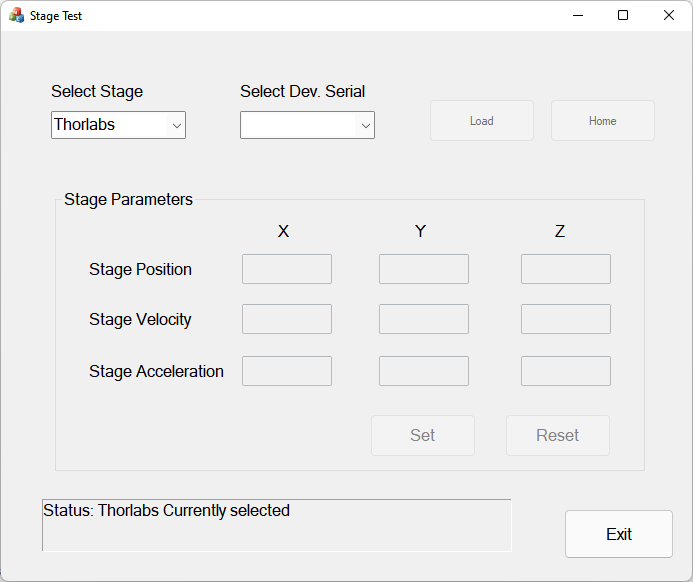 Stage Test
Select Stage
Select Dev. Serial
Thorlabs
Load
Home
Stage Parameters
X Y Z
Stage Position
Stage Velocity
Stage Acceleration
Set
Reset
Status: Thorlabs Currently selected
Exit